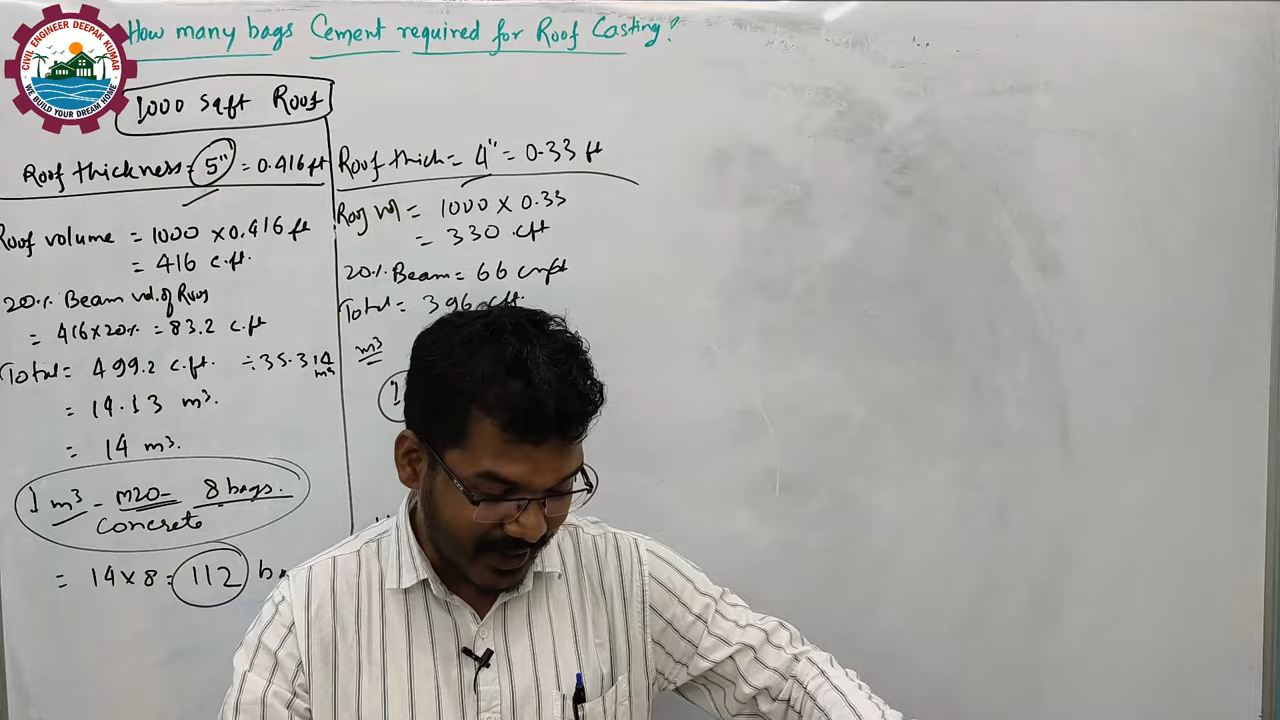 How many bags Cement required for Roof Casting?
CIVIL ENGINEER DEEPAK KUMAR
WE BUILD YOUR DREAM HOME
1000 sqft Roof
Roof thickness = 5" = 0.416 ft
Roof volume = 1000 x 0.416 ft
= 416 c.ft.
20% Beam vol. of Roof
= 416 x 20% = 83.2 c.ft
Total = 499.2 c.ft. ÷ 35.314
m3
= 14.13 m3.
= 14 m3.
1 m3 - M20 - 8 bags.
concrete
= 14 x 8 = 112
Roof thick = 4" = 0.33 ft
Roof vol = 1000 x 0.33
= 330 cft
20% Beam = 66
Total = 396 cft.
m3